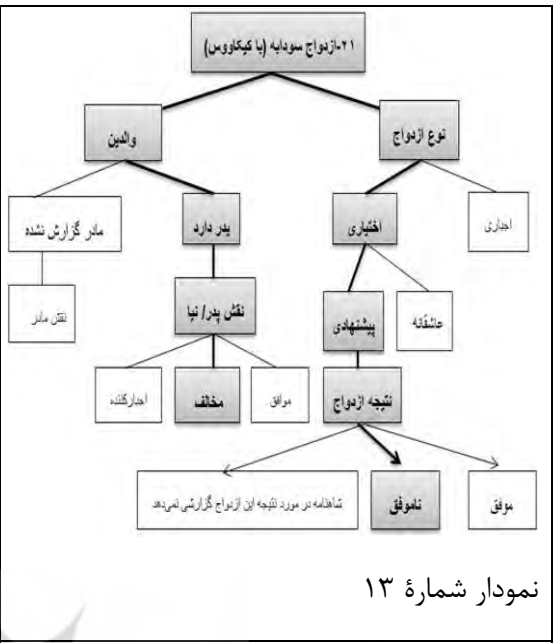 ۲۱-ازدواج سودابه (با کیکاووس)
نوع ازدواج
والدین
اجباری
اختیاری
پدر دارد
مادر گزارش نشده
عاشقانه
پیشنهادی
نقش پدر/ نیا
نقش مادر
نتیجه ازدواج
موافق
مخالف
اجبارکننده
موفق
ناموفق
شاهنامه در مورد نتیجه این ازدواج گزارشی نمی‌دهد
نمودار شمارۀ ۱۳